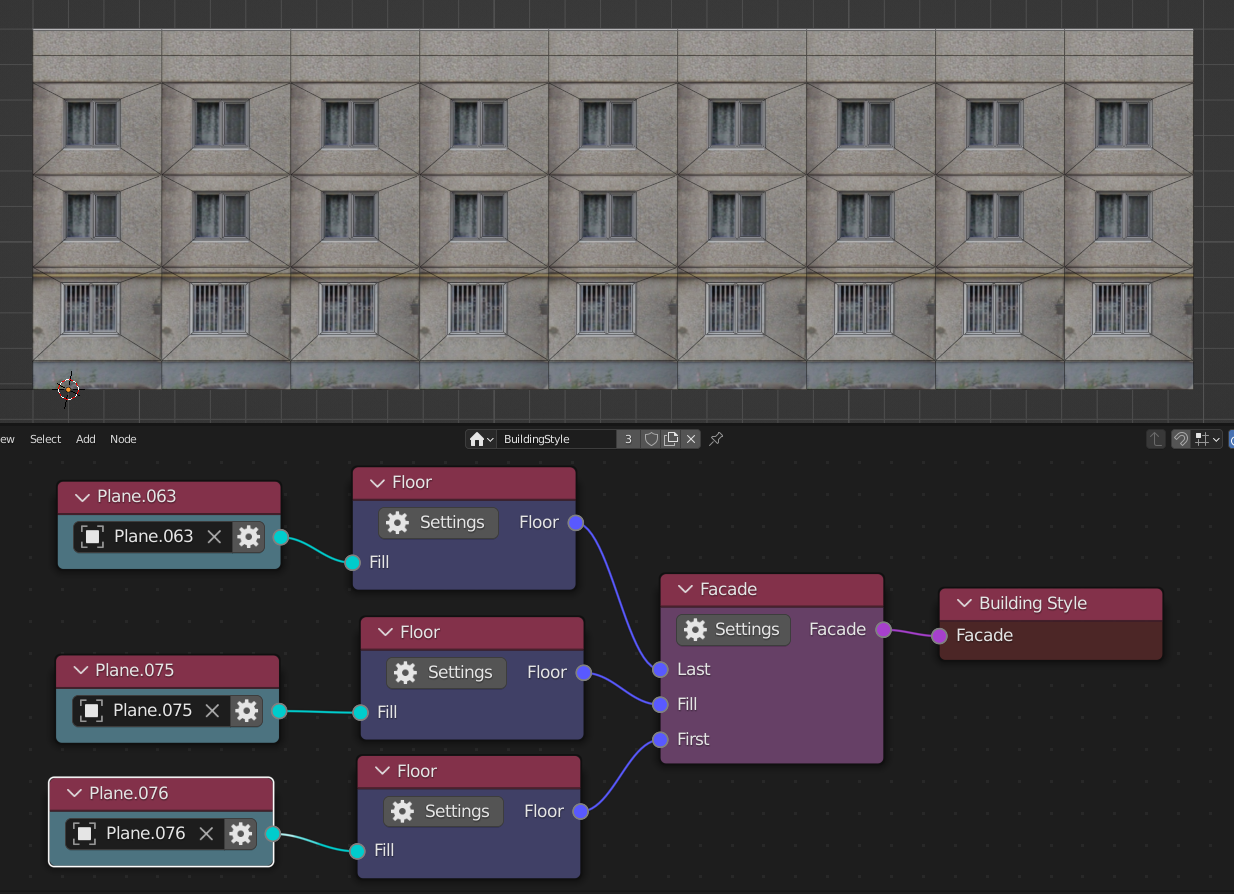 ew Select Add Node BuildingStyle 3
Plane.063
Plane.063
Floor
Settings Floor
Fill
Plane.075
Plane.075
Floor
Settings Floor
Fill
Plane.076
Plane.076
Floor
Settings Floor
Fill
Facade
Settings Facade
Last
Fill
First
Building Style
Facade